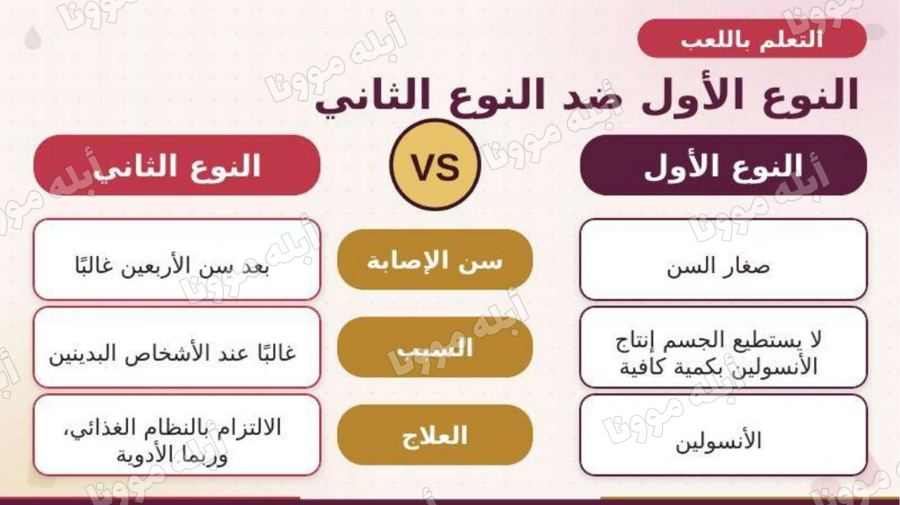 التعلم باللعب
النوع الأول ضد النوع الثاني
النوع الأول
VS
النوع الثاني
صغار السن
سن الإصابة
بعد سن الأربعين غالبًا
لا يستطيع الجسم إنتاج
الأنسولين بكمية كافية
السبب
غالبًا عند الأشخاص البدينين
الأنسولين
العلاج
الالتزام بالنظام الغذائي،
وربما الأدوية
أبله موونا